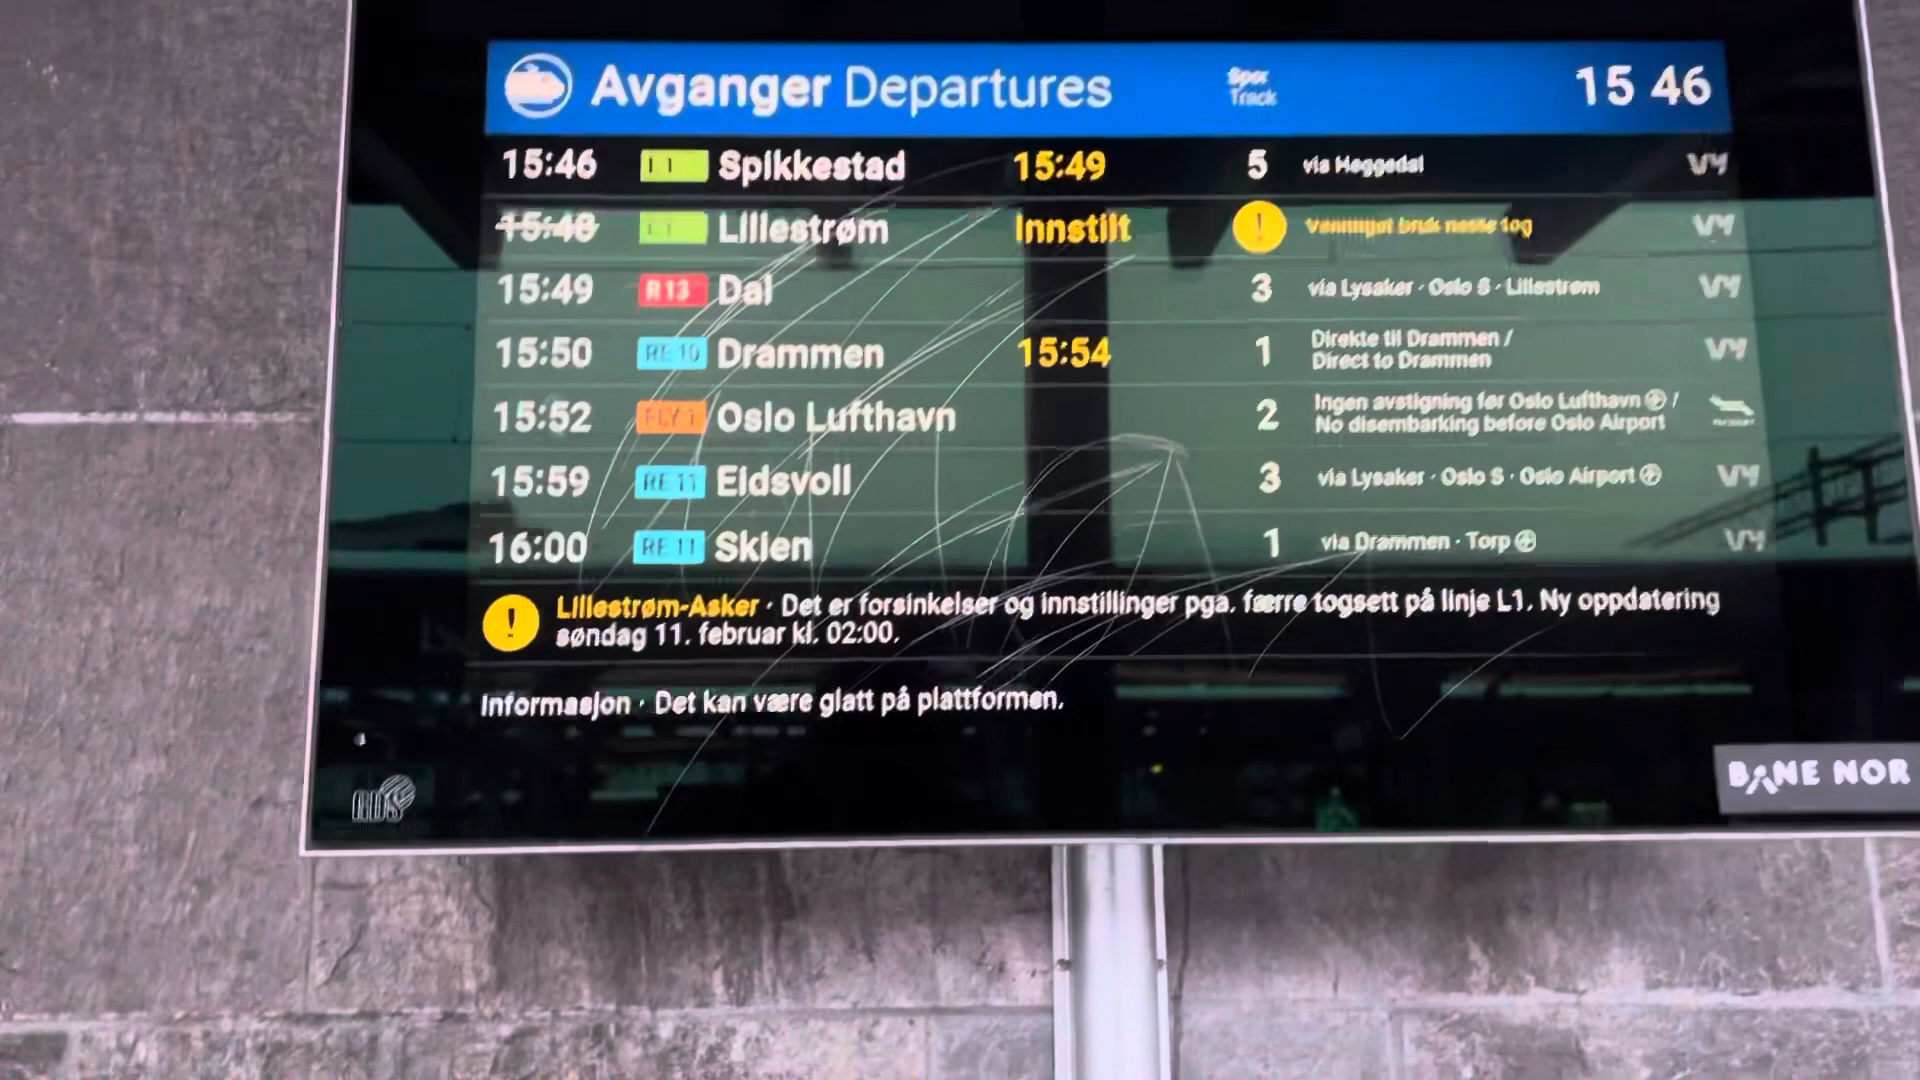 Avganger Departures Spor Track 15 46
15:46 L1 Spikkestad 15:49 5 via Heggedal VY
15:48 L1 Lillestrøm Innstilt ! Vennligst bruk neste tog VY
15:49 R13 Dal 3 via Lysaker · Oslo S · Lillestrøm VY
15:50 RE10 Drammen 15:54 1 Direkte til Drammen /
Direct to Drammen VY
15:52 FLY1 Oslo Lufthavn 2 Ingen avstigning før Oslo Lufthavn /
No disembarking before Oslo Airport
15:59 RE11 Eidsvoll 3 via Lysaker · Oslo S · Oslo Airport VY
16:00 RE11 Skien 1 via Drammen · Torp VY
! Lillestrøm-Asker · Det er forsinkelser og innstillinger pga. færre togsett på linje L1. Ny oppdatering
søndag 11. februar kl. 02:00.
Informasjon · Det kan være glatt på plattformen.
BANE NOR